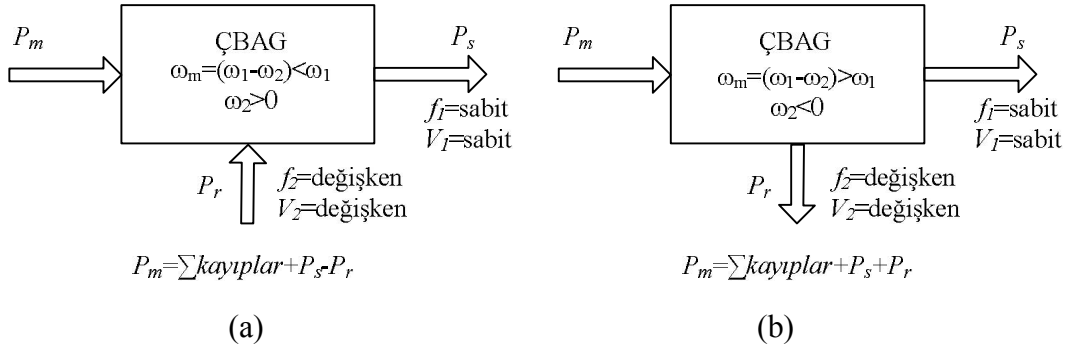 P_m
ÇBAG
ω_m=(ω_1-ω_2)<ω_1
ω_2>0
P_s
f_1=sabit
V_1=sabit
P_r
f_2=değişken
V_2=değişken
P_m=∑kayıplar+P_s-P_r
(a)
P_m
ÇBAG
ω_m=(ω_1-ω_2)>ω_1
ω_2<0
P_s
f_1=sabit
V_1=sabit
P_r
f_2=değişken
V_2=değişken
P_m=∑kayıplar+P_s+P_r
(b)